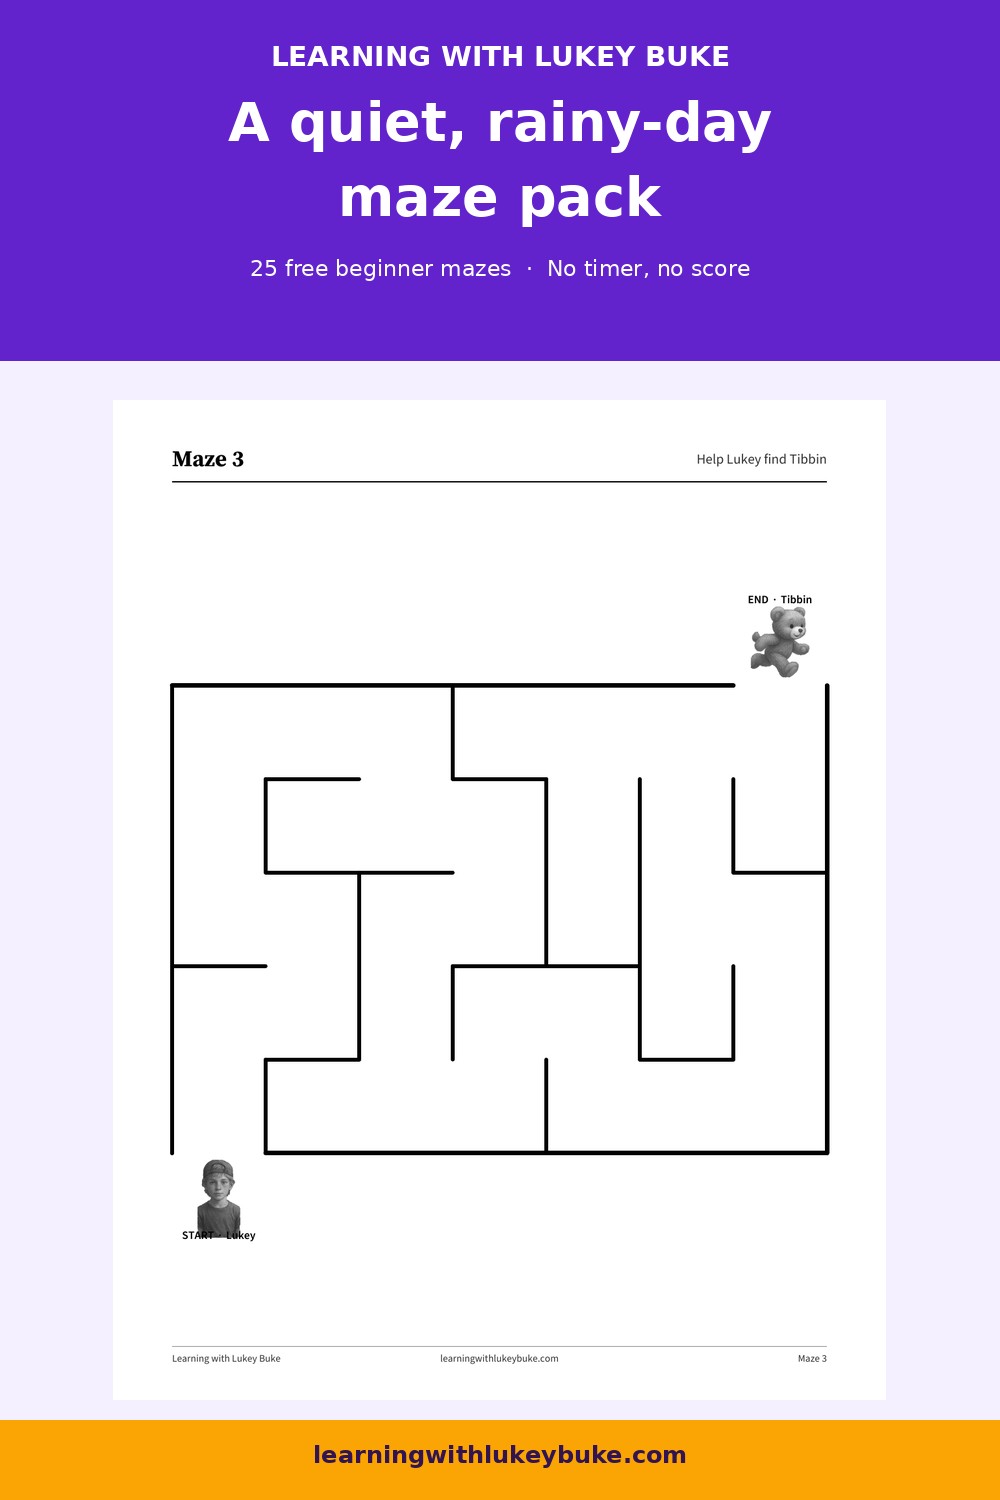 LEARNING WITH LUKEY BUKE
A quiet, rainy-day
maze pack
25 free beginner mazes · No timer, no score
Maze 3
Help Lukey find Tibbin
END · Tibbin
START · Lukey
Learning with Lukey Buke
learningwithlukeybuke.com
Maze 3
learningwithlukeybuke.com